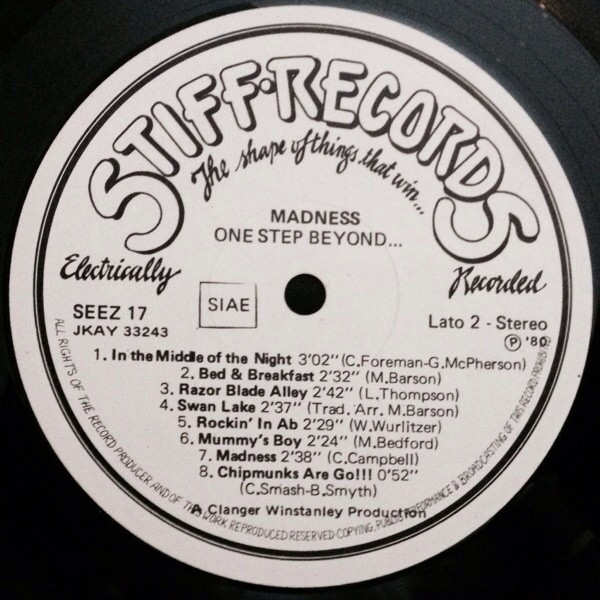 STIFF·RECORDS
The shape of things that win...
MADNESS
ONE STEP BEYOND...
Electrically
Recorded
SEEZ 17
JKAY 33243
SIAE
Lato 2 - Stereo
Ⓟ '80
1. In the Middle of the Night 3'02" (C.Foreman-G.McPherson)
2. Bed & Breakfast 2'32" (M.Barson)
3. Razor Blade Alley 2'42" (L.Thompson)
4. Swan Lake 2'37" (Trad. Arr. M.Barson)
5. Rockin' In Ab 2'29" (W.Wurlitzer)
6. Mummy's Boy 2'24" (M.Bedford)
7. Madness 2'38" (C.Campbell)
8. Chipmunks Are Go!!! 0'52"
(C.Smash-B.Smyth)
A Clanger Winstanley Production
ALL RIGHTS OF THE RECORD PRODUCER AND OF THIS WORK REPRODUCED RESERVED-COPYING, PUBLIC PERFORMANCE & BROADCASTING OF THIS RECORD PROHIBITED